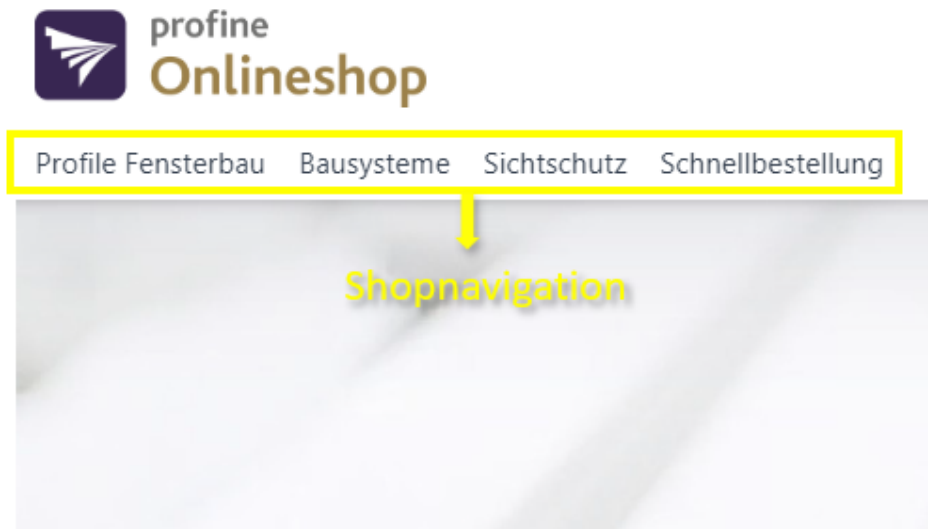 profine
Onlineshop
Profile Fensterbau Bausysteme Sichtschutz Schnellbestellung
Shopnavigation